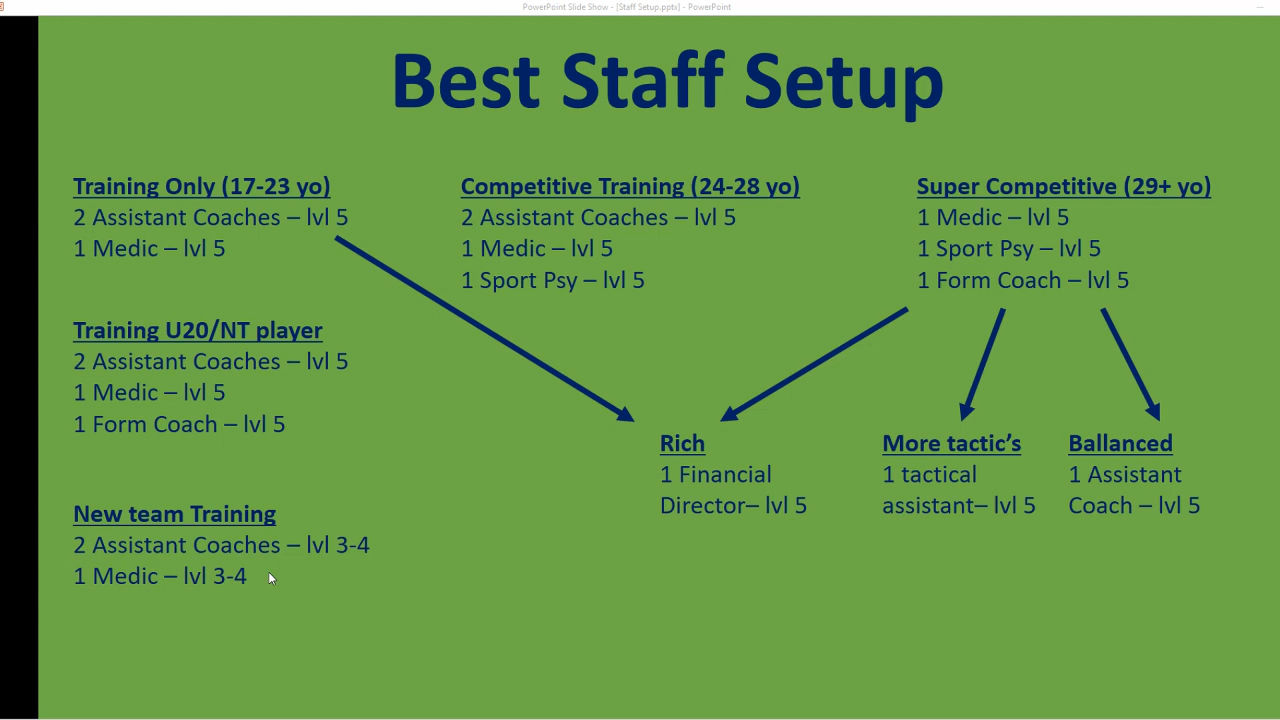 PowerPoint Slide Show - [Staff Setup.pptx] - PowerPoint
Best Staff Setup
Training Only (17-23 yo)
2 Assistant Coaches – lvl 5
1 Medic – lvl 5
Competitive Training (24-28 yo)
2 Assistant Coaches – lvl 5
1 Medic – lvl 5
1 Sport Psy – lvl 5
Super Competitive (29+ yo)
1 Medic – lvl 5
1 Sport Psy – lvl 5
1 Form Coach – lvl 5
Training U20/NT player
2 Assistant Coaches – lvl 5
1 Medic – lvl 5
1 Form Coach – lvl 5
Rich
1 Financial
Director– lvl 5
More tactic’s
1 tactical
assistant– lvl 5
Ballanced
1 Assistant
Coach – lvl 5
New team Training
2 Assistant Coaches – lvl 3-4
1 Medic – lvl 3-4